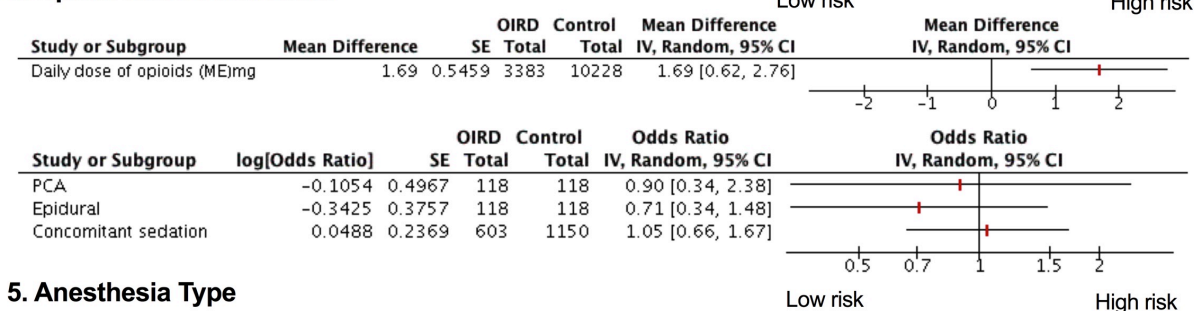 Low risk High risk
OIRD Control Mean Difference Mean Difference
Study or Subgroup Mean Difference SE Total Total IV, Random, 95% CI IV, Random, 95% CI
Daily dose of opioids (ME)mg 1.69 0.5459 3383 10228 1.69 [0.62, 2.76]
-2 -1 0 1 2
OIRD Control Odds Ratio Odds Ratio
Study or Subgroup log[Odds Ratio] SE Total Total IV, Random, 95% CI IV, Random, 95% CI
PCA -0.1054 0.4967 118 118 0.90 [0.34, 2.38]
Epidural -0.3425 0.3757 118 118 0.71 [0.34, 1.48]
Concomitant sedation 0.0488 0.2369 603 1150 1.05 [0.66, 1.67]
0.5 0.7 1 1.5 2
5. Anesthesia Type Low risk High risk